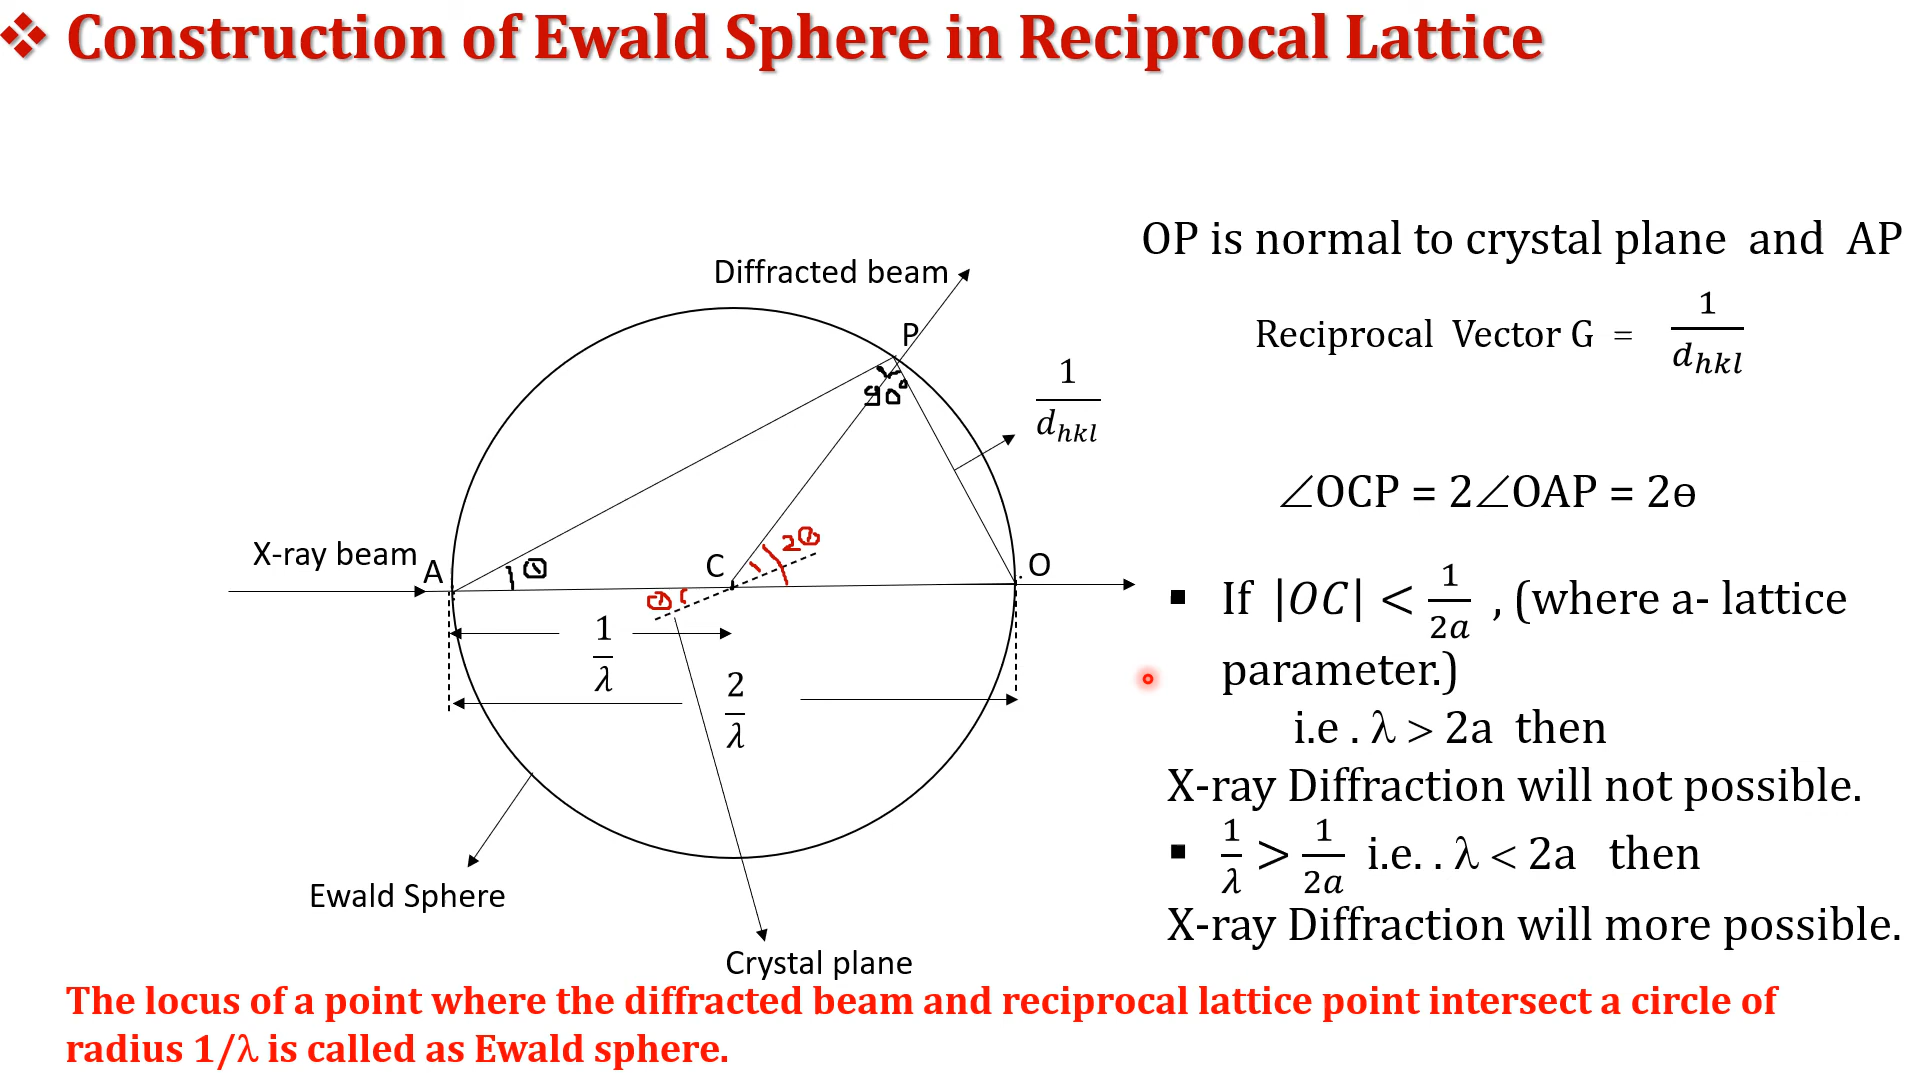 ❖ Construction of Ewald Sphere in Reciprocal Lattice
OP is normal to crystal plane and AP
Reciprocal Vector G = 1/d_hkl
∠OCP = 2∠OAP = 2ɵ
▪ If |OC| < 1/2a , (where a- lattice
parameter.)
i.e . λ > 2a then
X-ray Diffraction will not possible.
▪ 1/λ > 1/2a i.e. . λ < 2a then
X-ray Diffraction will more possible.
Diffracted beam
P
1/d_hkl
90°
X-ray beam
A
θ
C
2θ
O
θ
1/λ
2/λ
Ewald Sphere
Crystal plane
The locus of a point where the diffracted beam and reciprocal lattice point intersect a circle of
radius 1/λ is called as Ewald sphere.